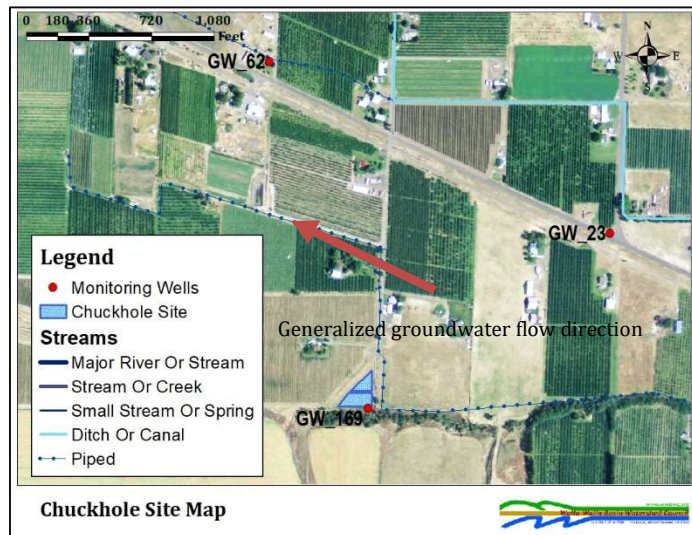 0 180 360 720 1,080
Feet
N
W E
S
GW_62
GW_23
Generalized groundwater flow direction
GW_169
Legend
Monitoring Wells
Chuckhole Site
Streams
Major River Or Stream
Stream Or Creek
Small Stream Or Spring
Ditch Or Canal
Piped
Chuckhole Site Map
Walla Walla Basin Watershed Council